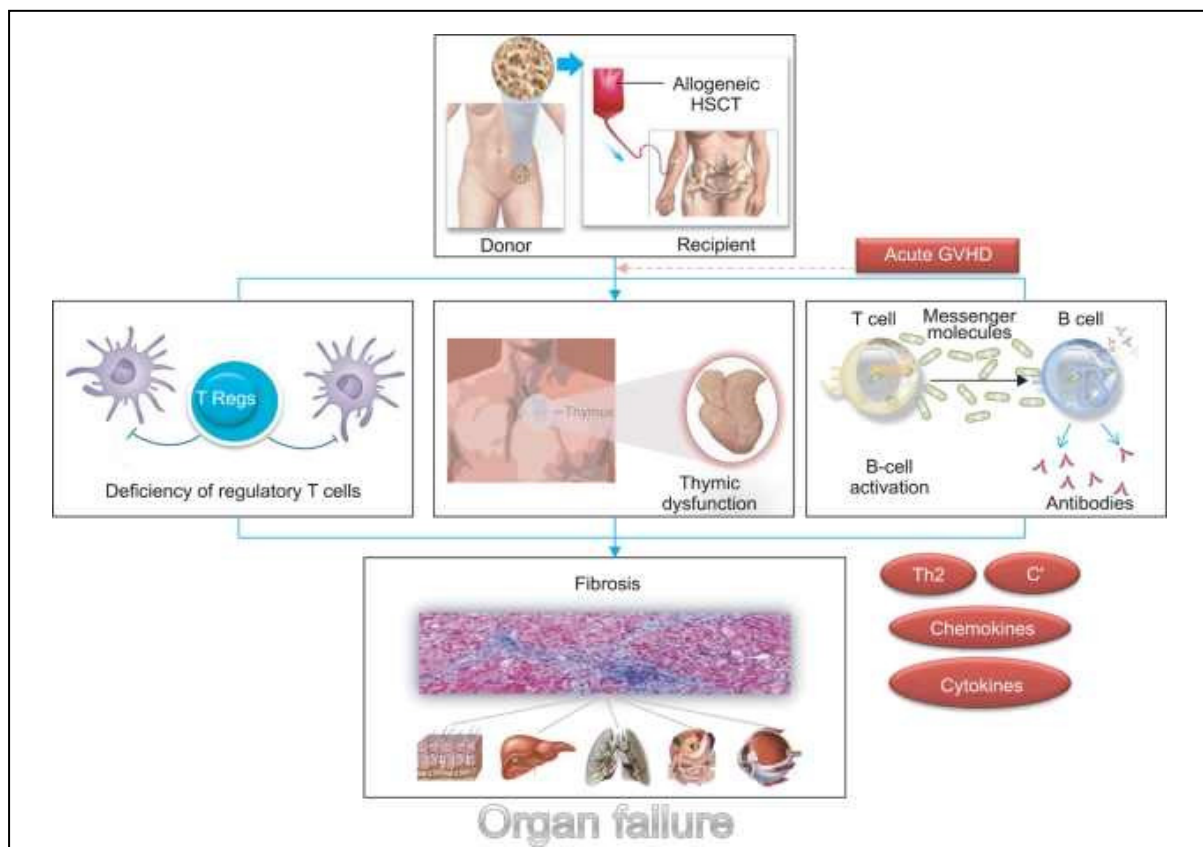 Allogeneic
HSCT
Donor
Recipient
Acute GVHD
T Regs
Deficiency of regulatory T cells
Thymus
Thymic
dysfunction
T cell
Messenger
molecules
B cell
B-cell
activation
Antibodies
Fibrosis
Th2
C'
Chemokines
Cytokines
Organ failure